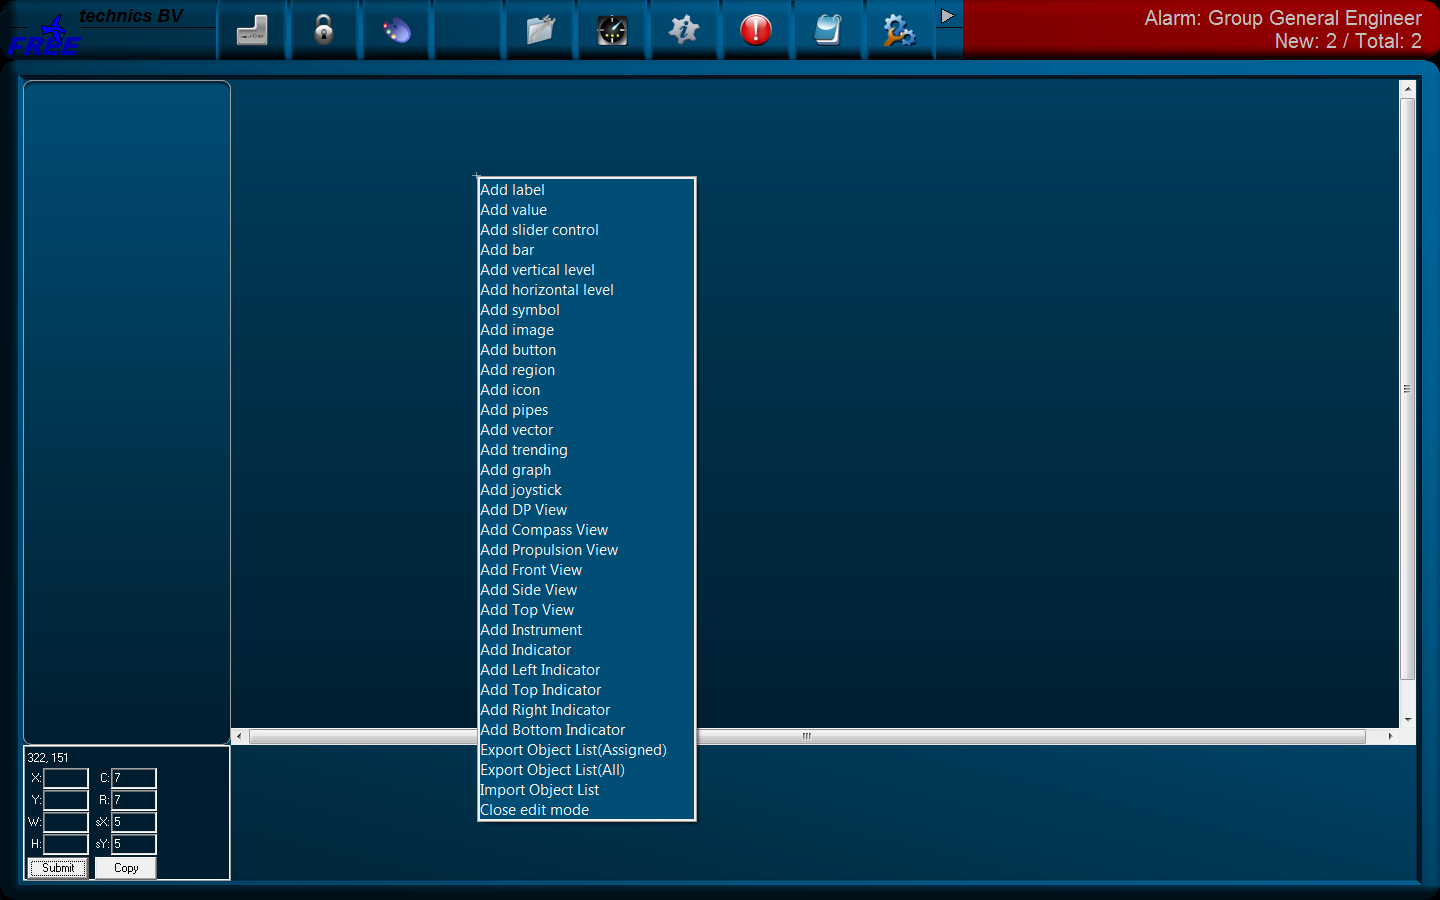 technics BV
FREE
Alarm: Group General Engineer
New: 2 / Total: 2
Add label
Add value
Add slider control
Add bar
Add vertical level
Add horizontal level
Add symbol
Add image
Add button
Add region
Add icon
Add pipes
Add vector
Add trending
Add graph
Add joystick
Add DP View
Add Compass View
Add Propulsion View
Add Front View
Add Side View
Add Top View
Add Instrument
Add Indicator
Add Left Indicator
Add Top Indicator
Add Right Indicator
Add Bottom Indicator
Export Object List(Assigned)
Export Object List(All)
Import Object List
Close edit mode
322, 151
X: C: 7
Y: R: 7
W: sX: 5
H: sY: 5
Submit Copy